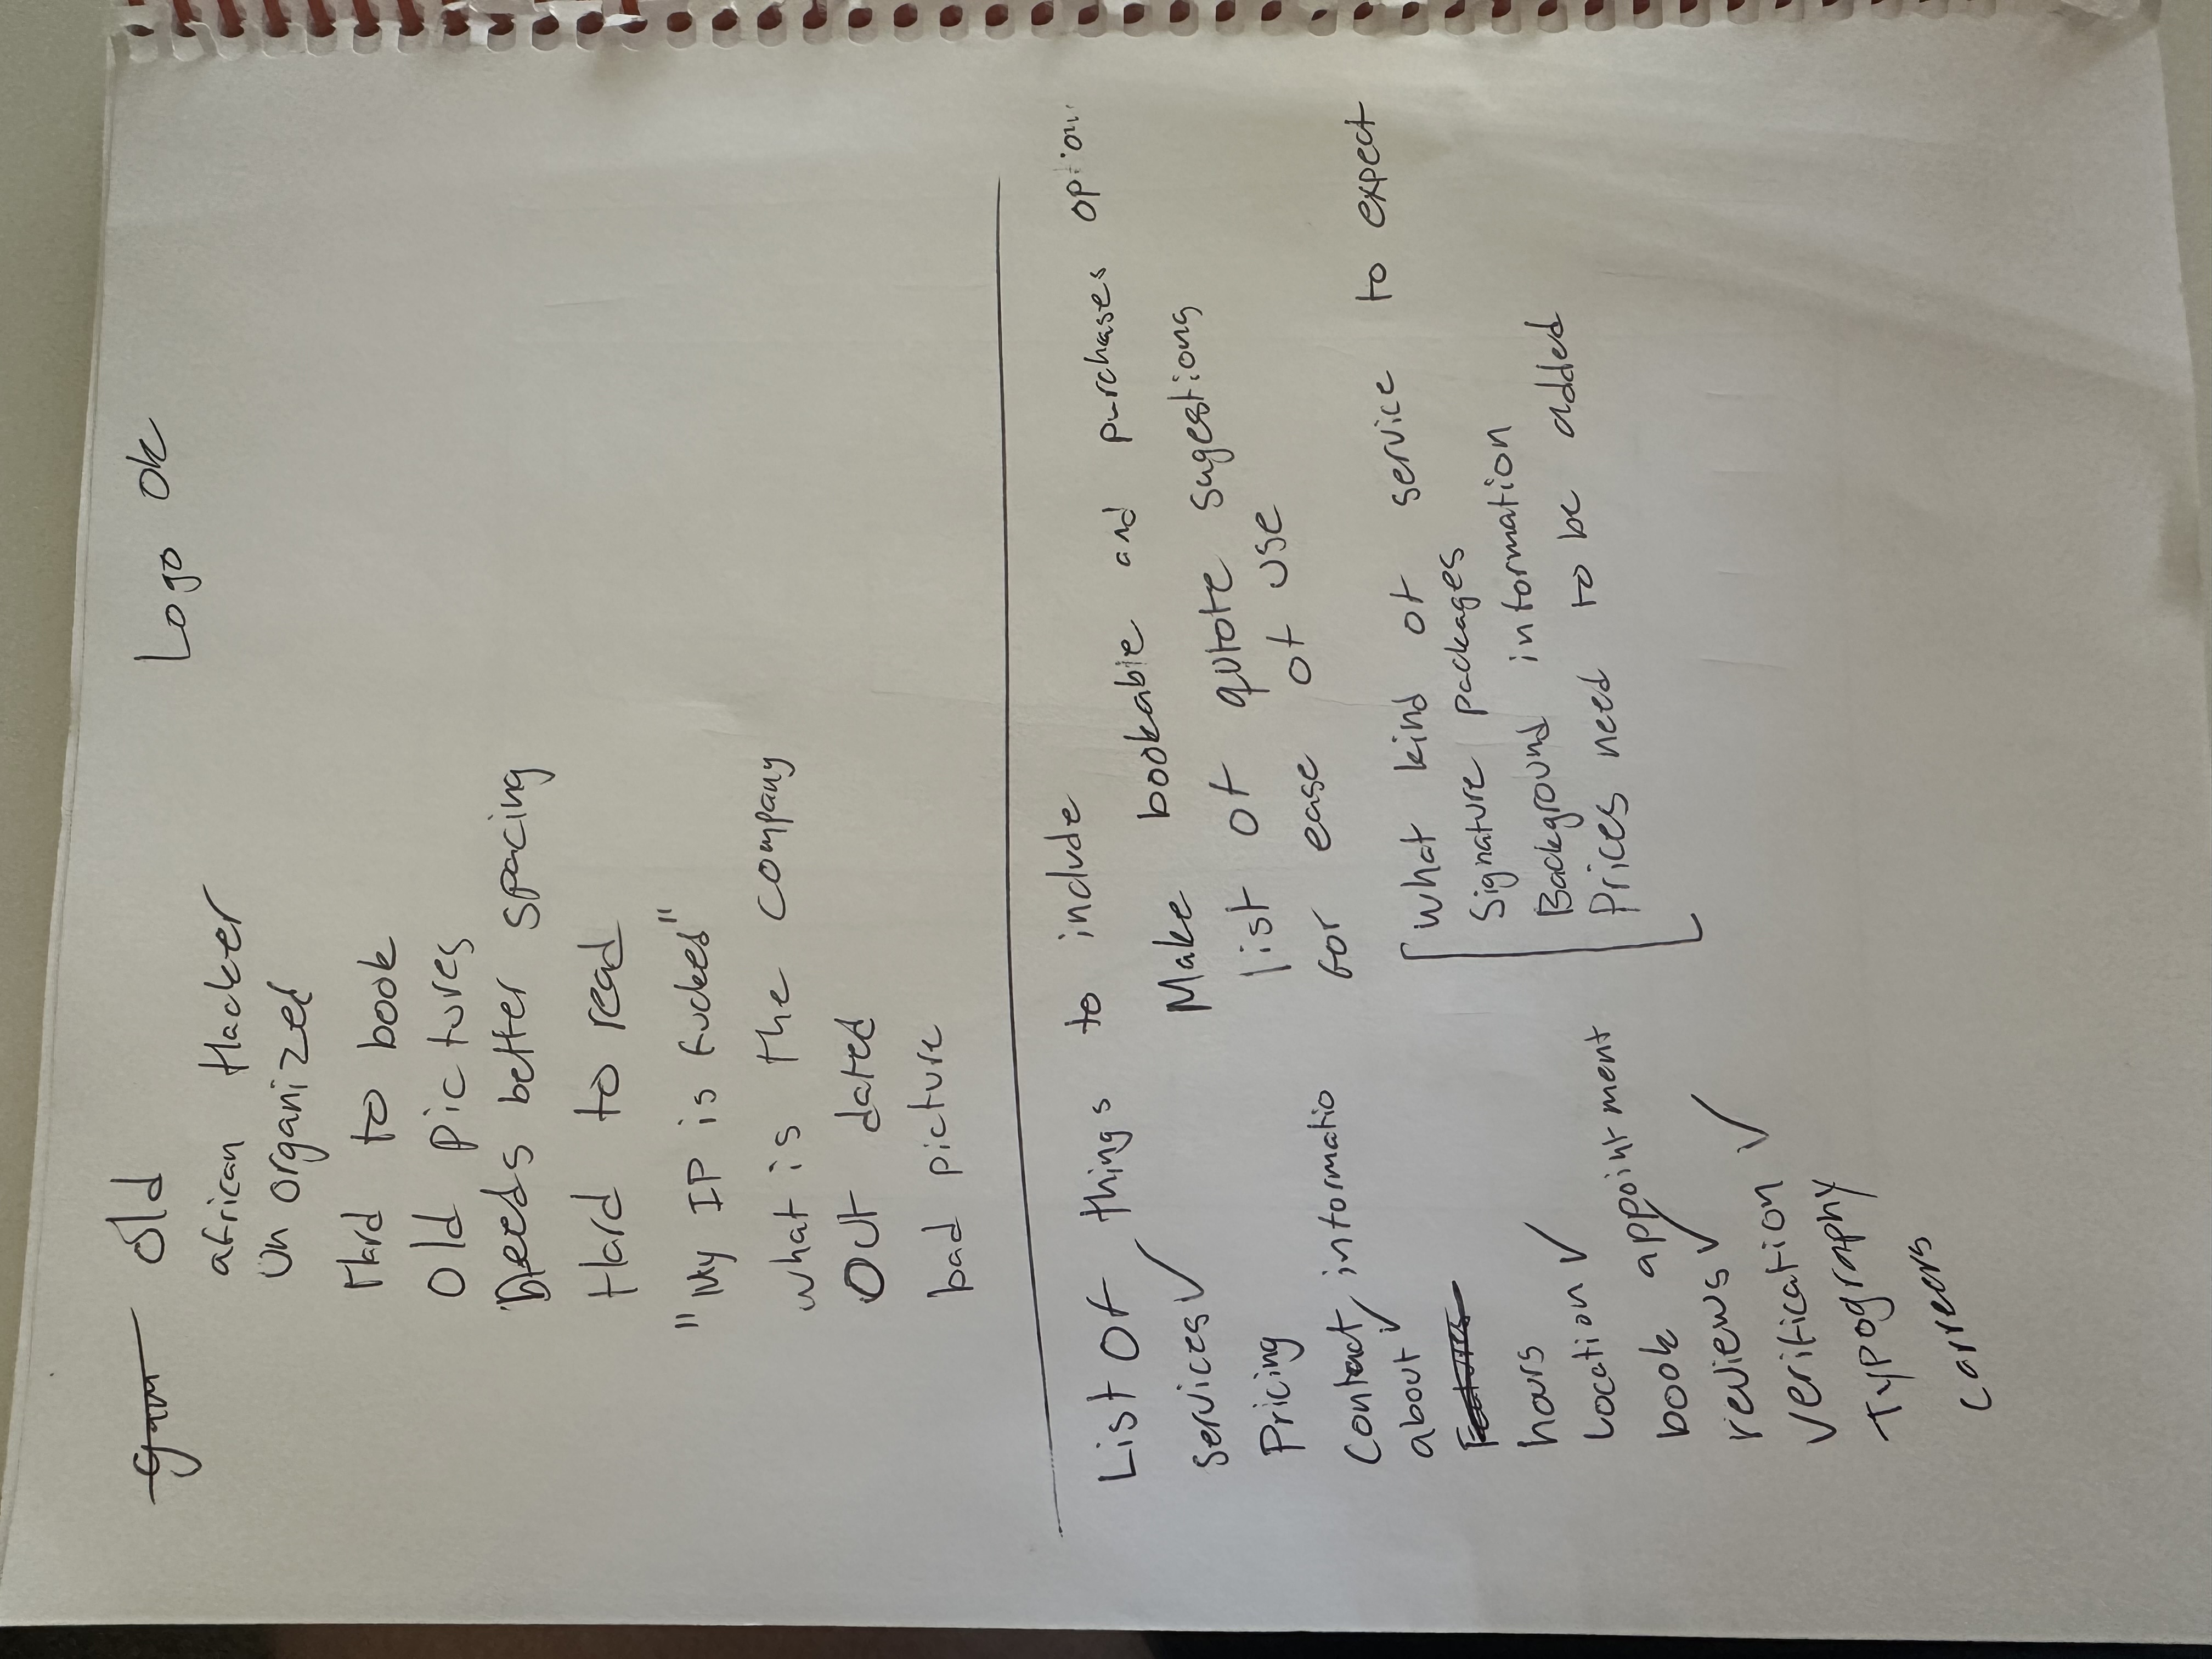 Old
Logo Ok
african Hacker
Un organized
Hard to book
Old pictures
Needs better spacing
Hard to read
"My IP is fucked"
what is the company
Out dated
bad picture
List Of things to include
Services ✓
Pricing
Contact informatio
about ✓
Features
hours
Location ✓
book appointment
reviews ✓
verification ✓
Typography
Carreers
Make bookable and purchases option
list of qutote sugestions
for ease of use
What kind of service to expect
Signature packages
Background information
Prices need to be added